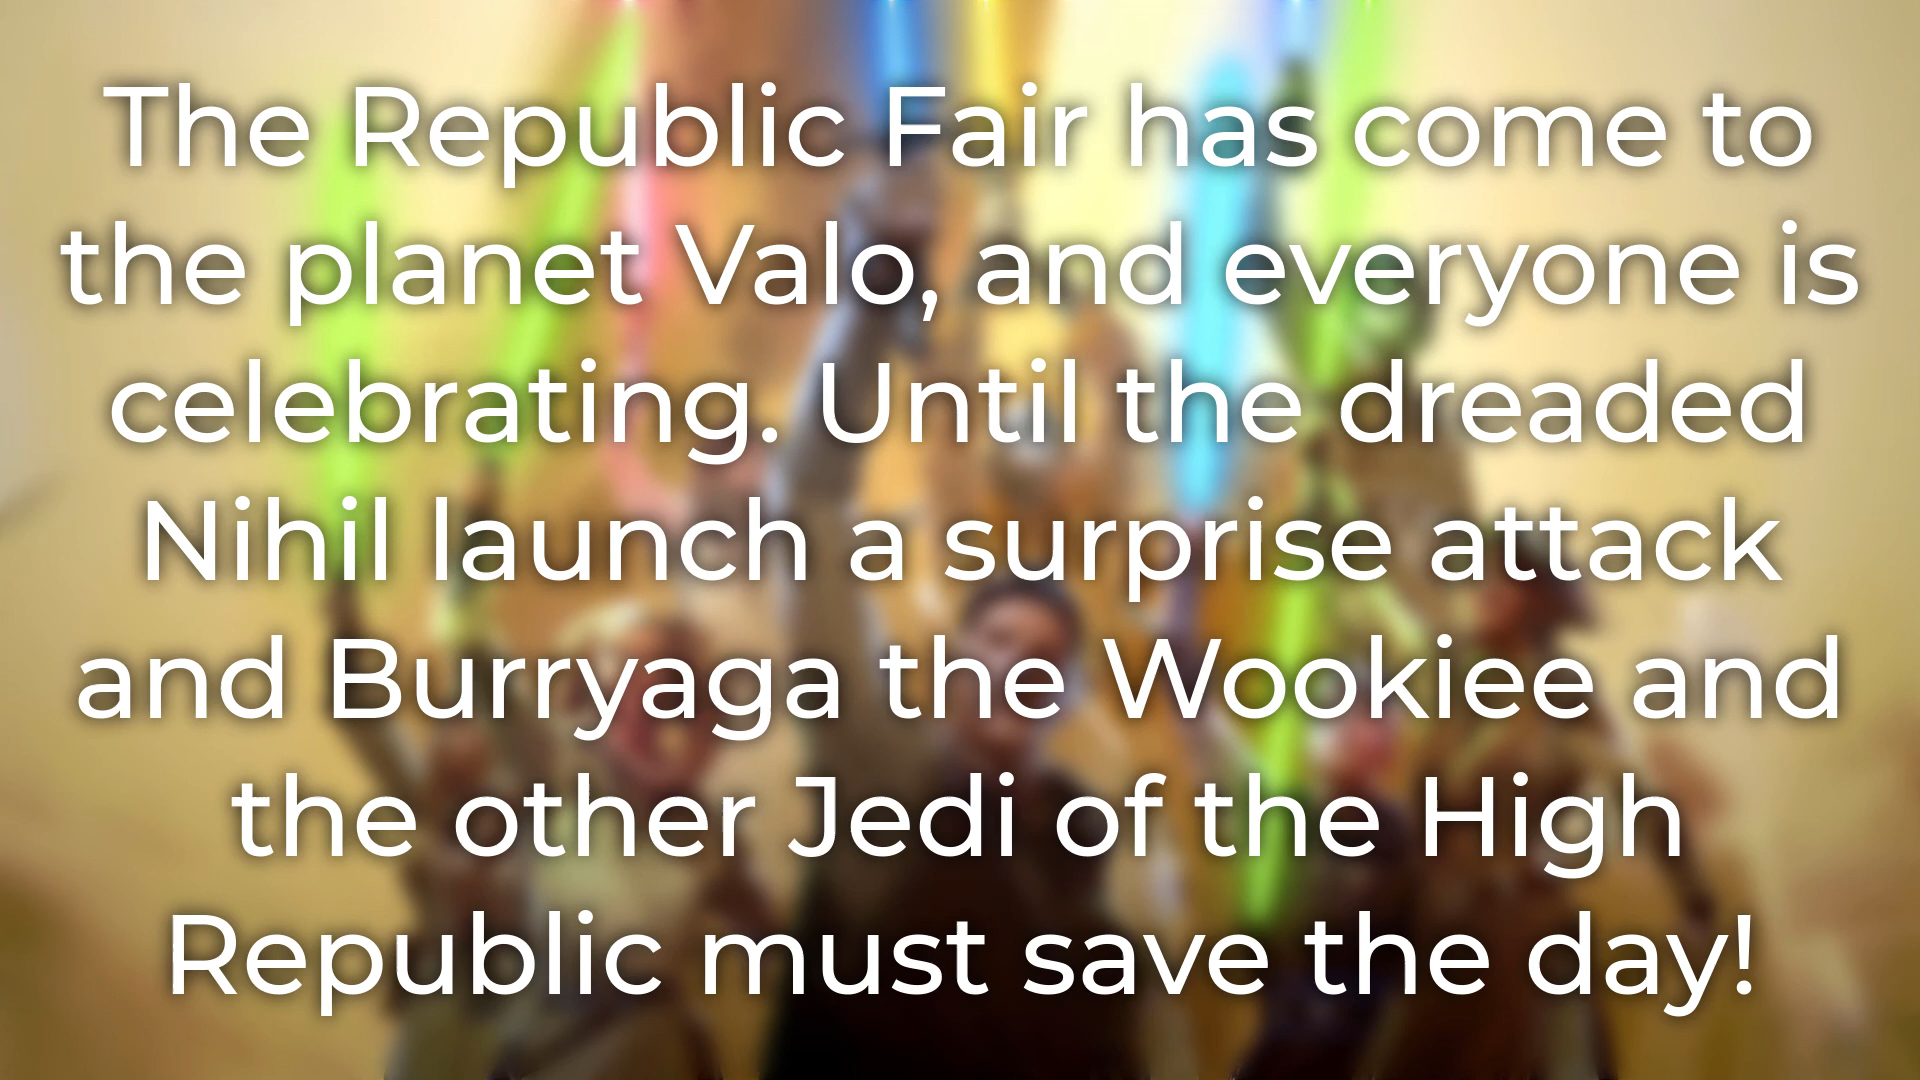 The Republic Fair has come to
the planet Valo, and everyone is
celebrating. Until the dreaded
Nihil launch a surprise attack
and Burryaga the Wookiee and
the other Jedi of the High
Republic must save the day!